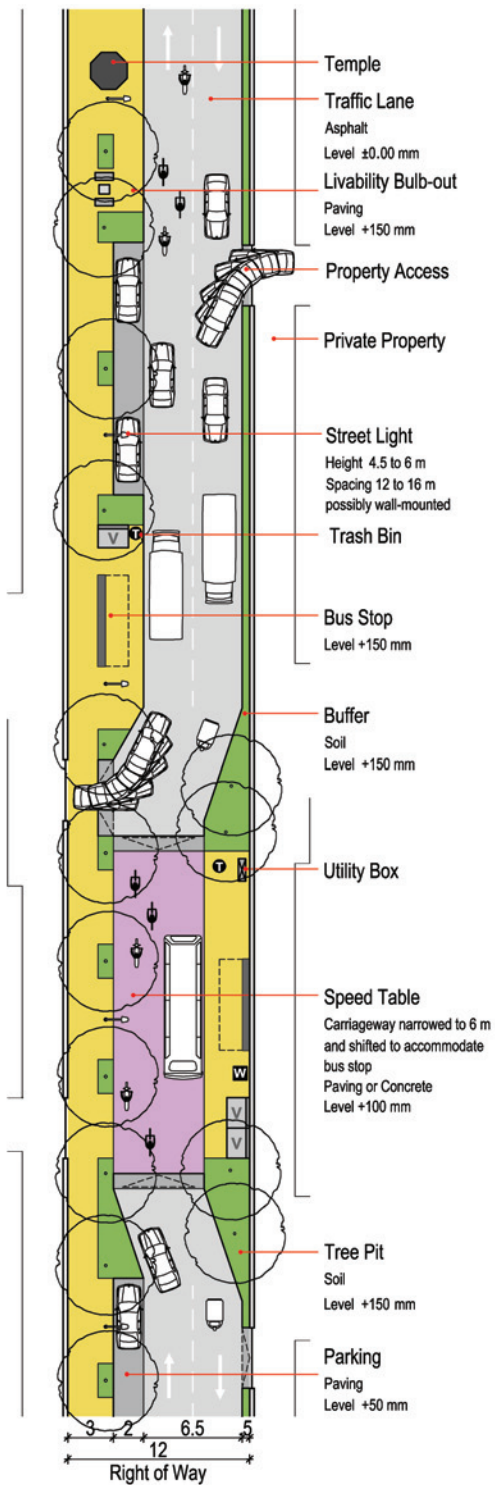 Temple
Traffic Lane
Asphalt
Level ±0.00 mm
Livability Bulb-out
Paving
Level +150 mm
Property Access
Private Property
Street Light
Height 4.5 to 6 m
Spacing 12 to 16 m
possibly wall-mounted
V
T
Trash Bin
Bus Stop
Level +150 mm
Buffer
Soil
Level +150 mm
T
Utility Box
Speed Table
Carriageway narrowed to 6 m
and shifted to accommodate
bus stop
Paving or Concrete
Level +100 mm
W
V
V
Tree Pit
Soil
Level +150 mm
Parking
Paving
Level +50 mm
3 2 6.5 5
12
Right of Way